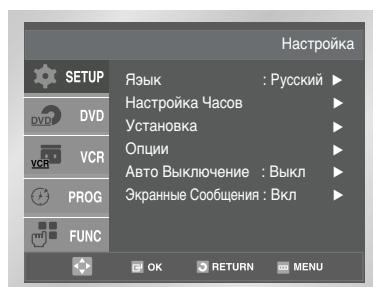 Настройка
SETUP
DVD DVD
VCR VCR
PROG
FUNC
Язык : Русский ►
Настройка Часов ►
Установка ►
Опции ►
Авто Выключение : Выкл ►
Экранные Сообщения : Вкл ►
OK RETURN MENU